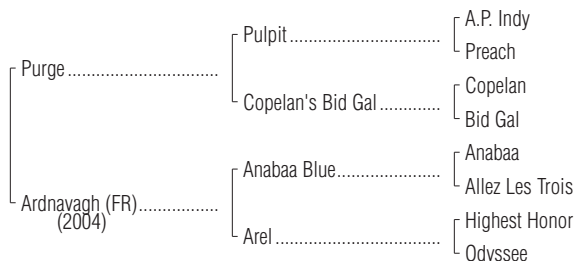 A.P. Indy
Pulpit
Preach
Purge
Copelan
Copelan's Bid Gal
Bid Gal
Anabaa
Anabaa Blue
Allez Les Trois
Ardnavagh (FR)
(2004)
Highest Honor
Arel
Odyssee